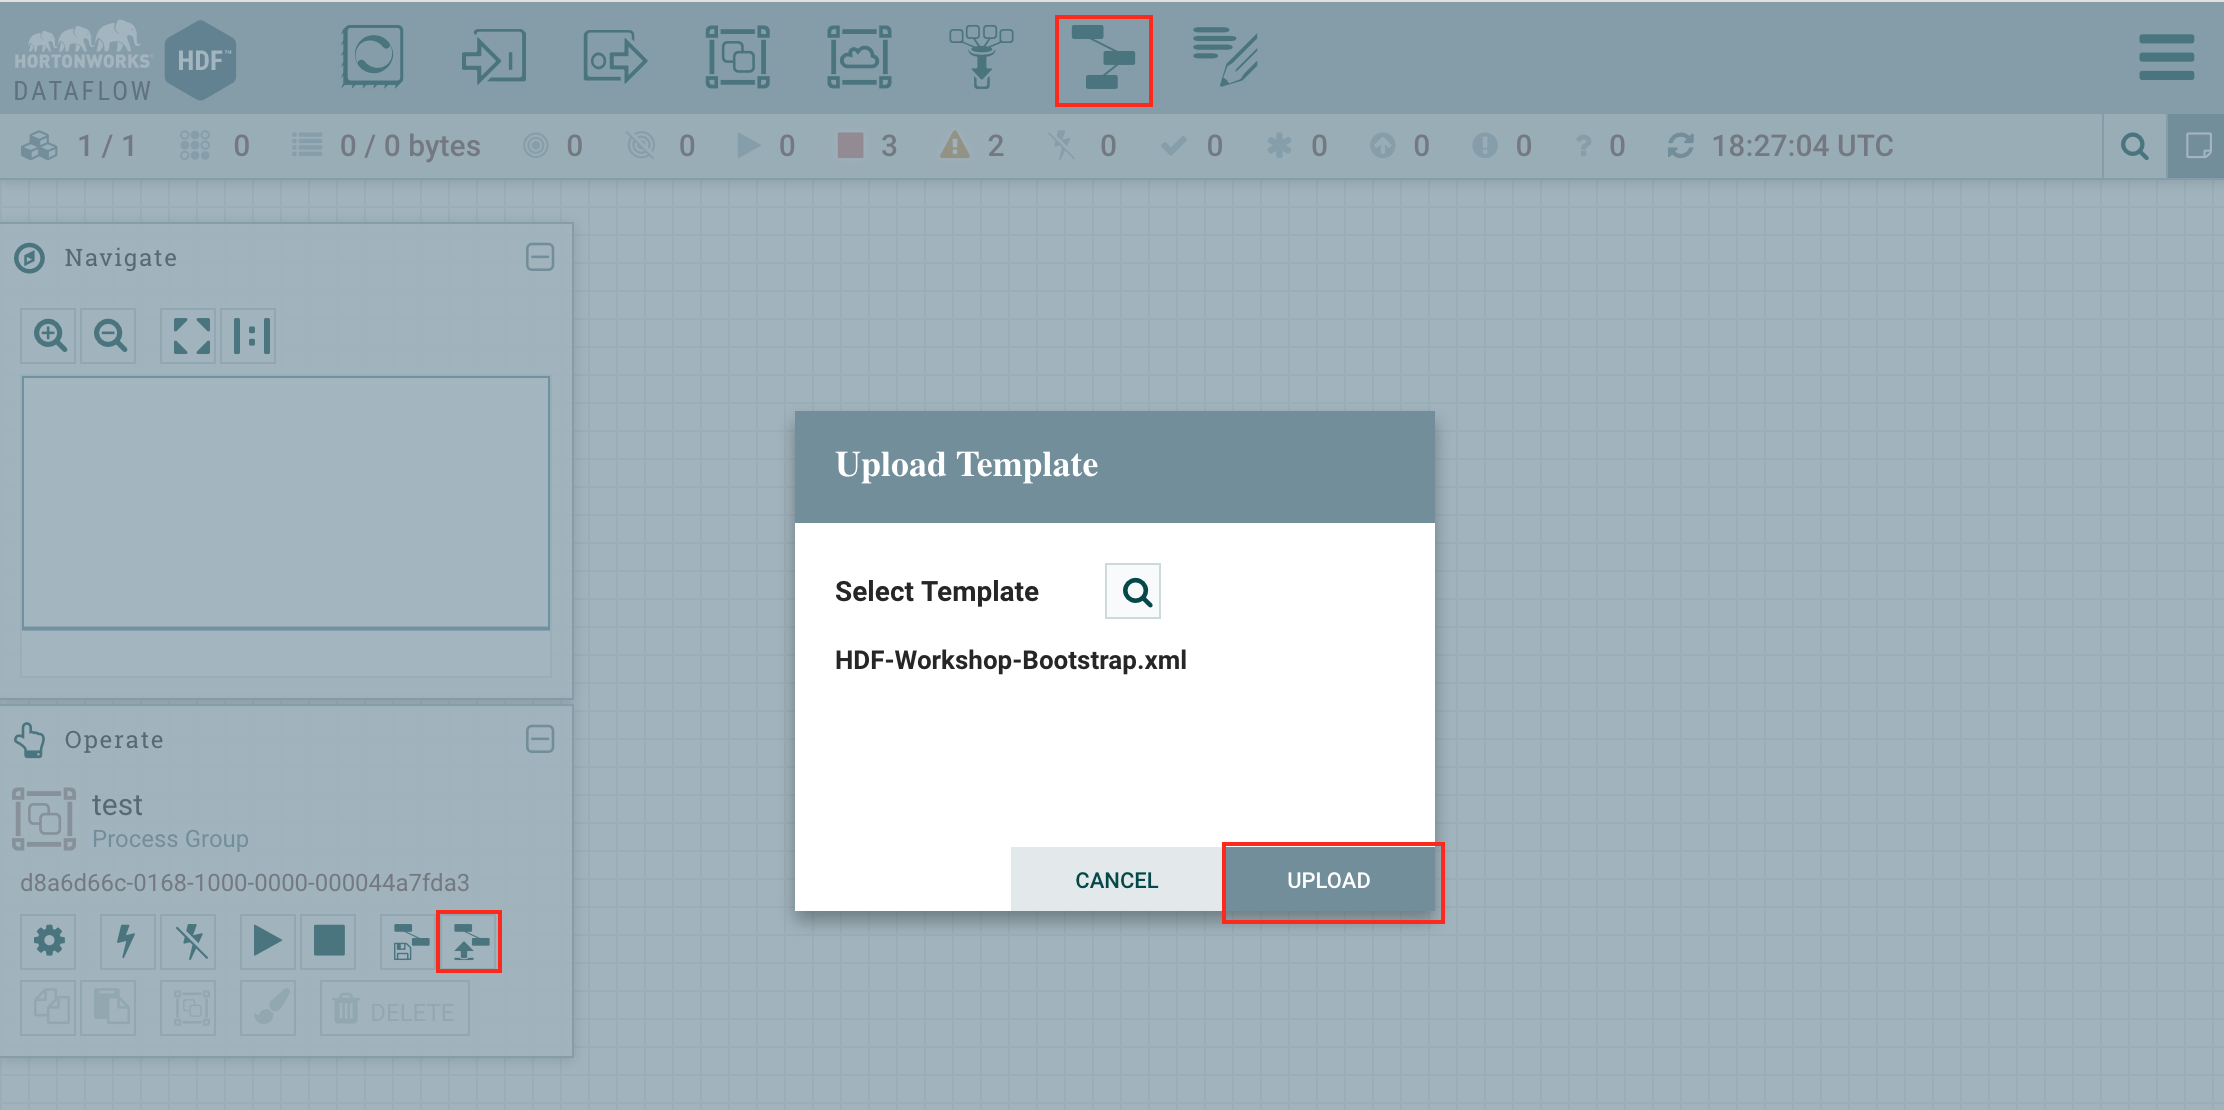 HORTONWORKS
DATAFLOW
HDF™
1 / 1 0 0 / 0 bytes 0 0 0 3 2 0 0 0 0 0 ? 0 18:27:04 UTC
Navigate
Operate
test
Process Group
d8a6d66c-0168-1000-0000-000044a7fda3
DELETE
Upload Template
Select Template
HDF-Workshop-Bootstrap.xml
CANCEL UPLOAD